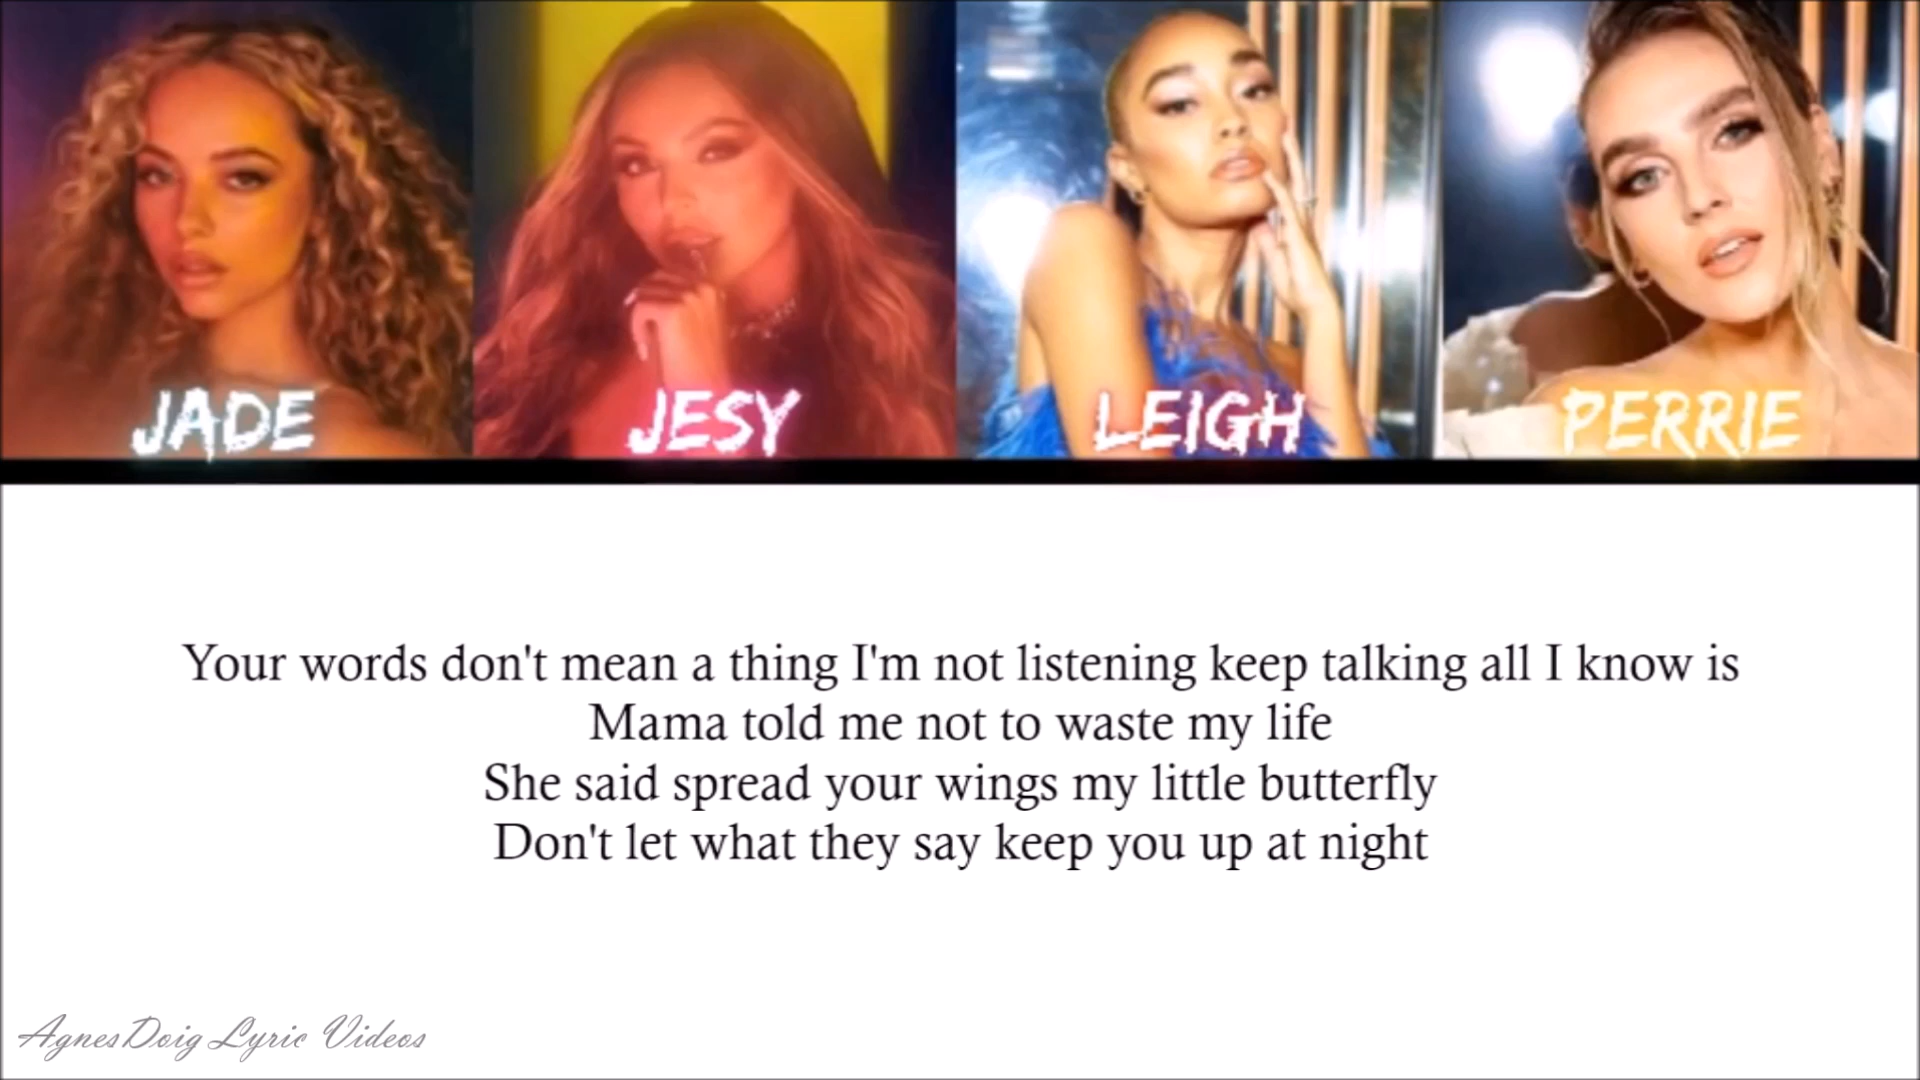 JADE
JESY
LEIGH
PERRIE
Your words don't mean a thing I'm not listening keep talking all I know is
Mama told me not to waste my life
She said spread your wings my little butterfly
Don't let what they say keep you up at night
AgnesDoig Lyric Videos